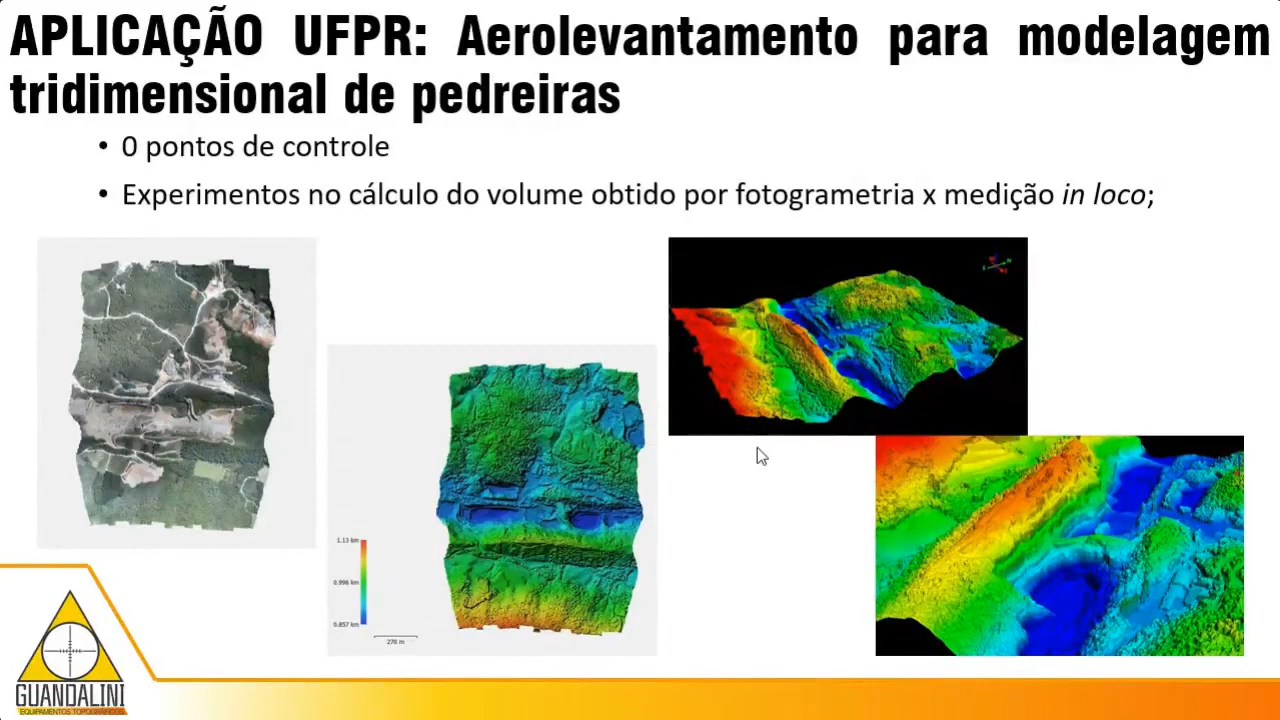 APLICAÇÃO UFPR: Aerolevantamento para modelagem
tridimensional de pedreiras
• 0 pontos de controle
• Experimentos no cálculo do volume obtido por fotogrametria x medição in loco;
1.13 km
0.996 km
0.857 km
270 m
GUANDALINI
EQUIPAMENTOS TOPOGRÁFICOS